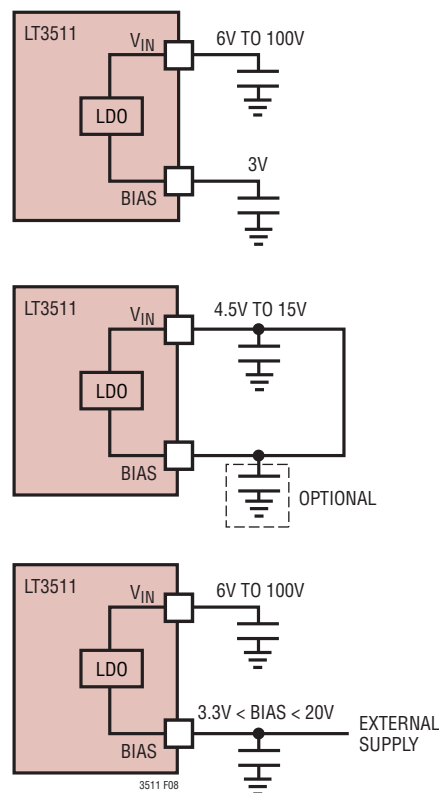 LT3511
VIN
6V TO 100V
LDO
3V
BIAS
LT3511
VIN
4.5V TO 15V
LDO
BIAS
OPTIONAL
LT3511
VIN
6V TO 100V
LDO
3.3V < BIAS < 20V
EXTERNAL
SUPPLY
BIAS
3511 F08